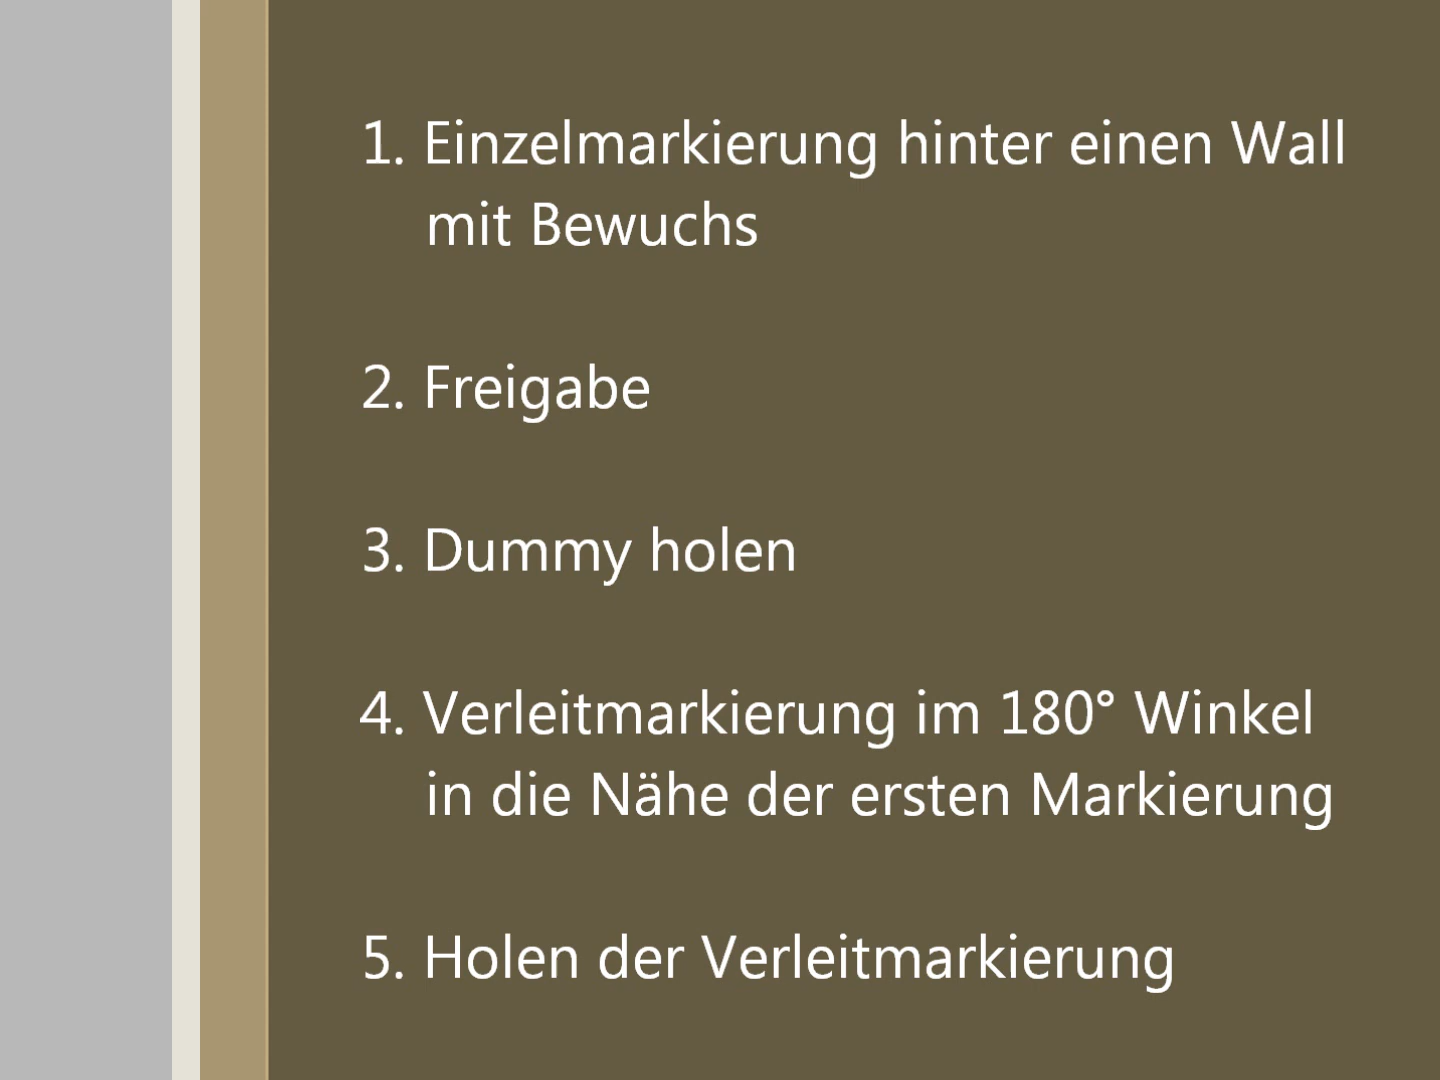 1. Einzelmarkierung hinter einen Wall
mit Bewuchs
2. Freigabe
3. Dummy holen
4. Verleitmarkierung im 180° Winkel
in die Nähe der ersten Markierung
5. Holen der Verleitmarkierung